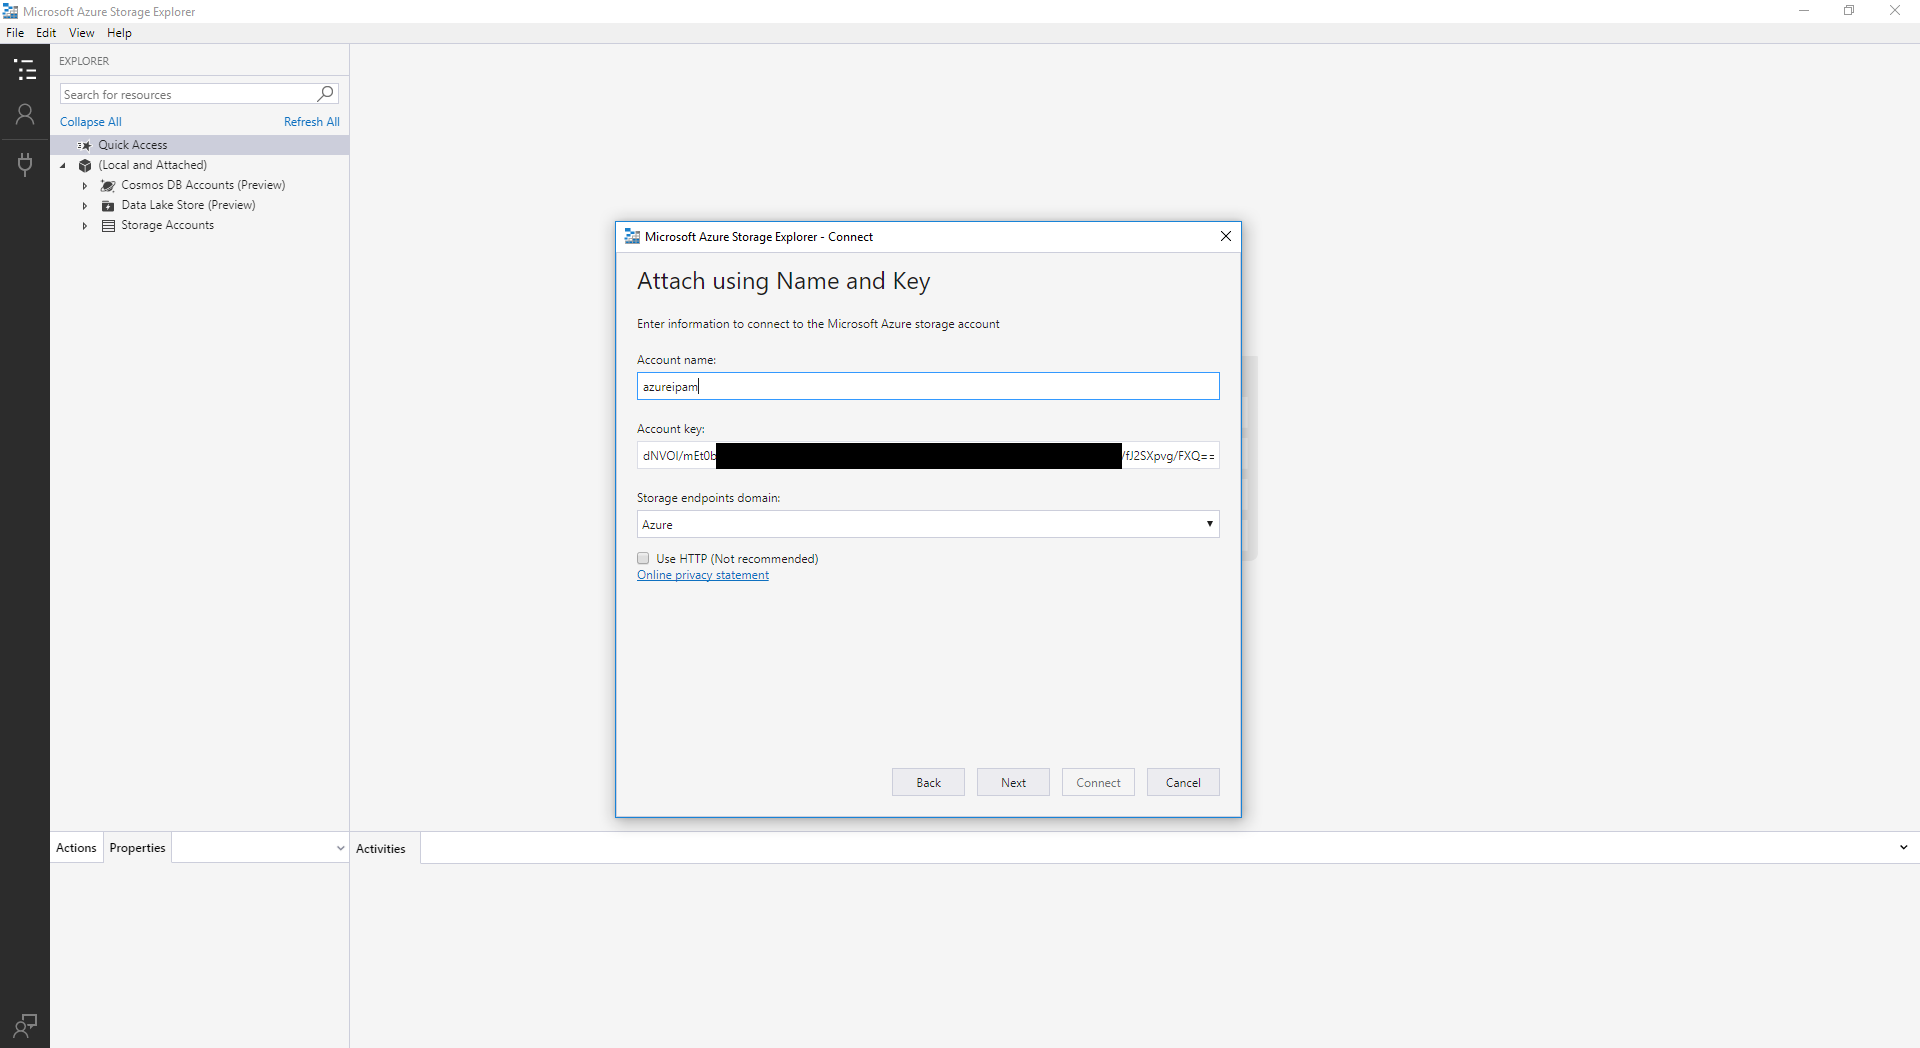 Microsoft Azure Storage Explorer
File Edit View Help
EXPLORER
Search for resources
Collapse All Refresh All
Quick Access
(Local and Attached)
Cosmos DB Accounts (Preview)
Data Lake Store (Preview)
Storage Accounts
Microsoft Azure Storage Explorer - Connect
Attach using Name and Key
Enter information to connect to the Microsoft Azure storage account
Account name:
azureipam
Account key:
dNVOI/mEt0b /fJ2SXpvg/FXQ==
Storage endpoints domain:
Azure
Use HTTP (Not recommended)
Online privacy statement
Back Next Connect Cancel
Actions Properties
Activities